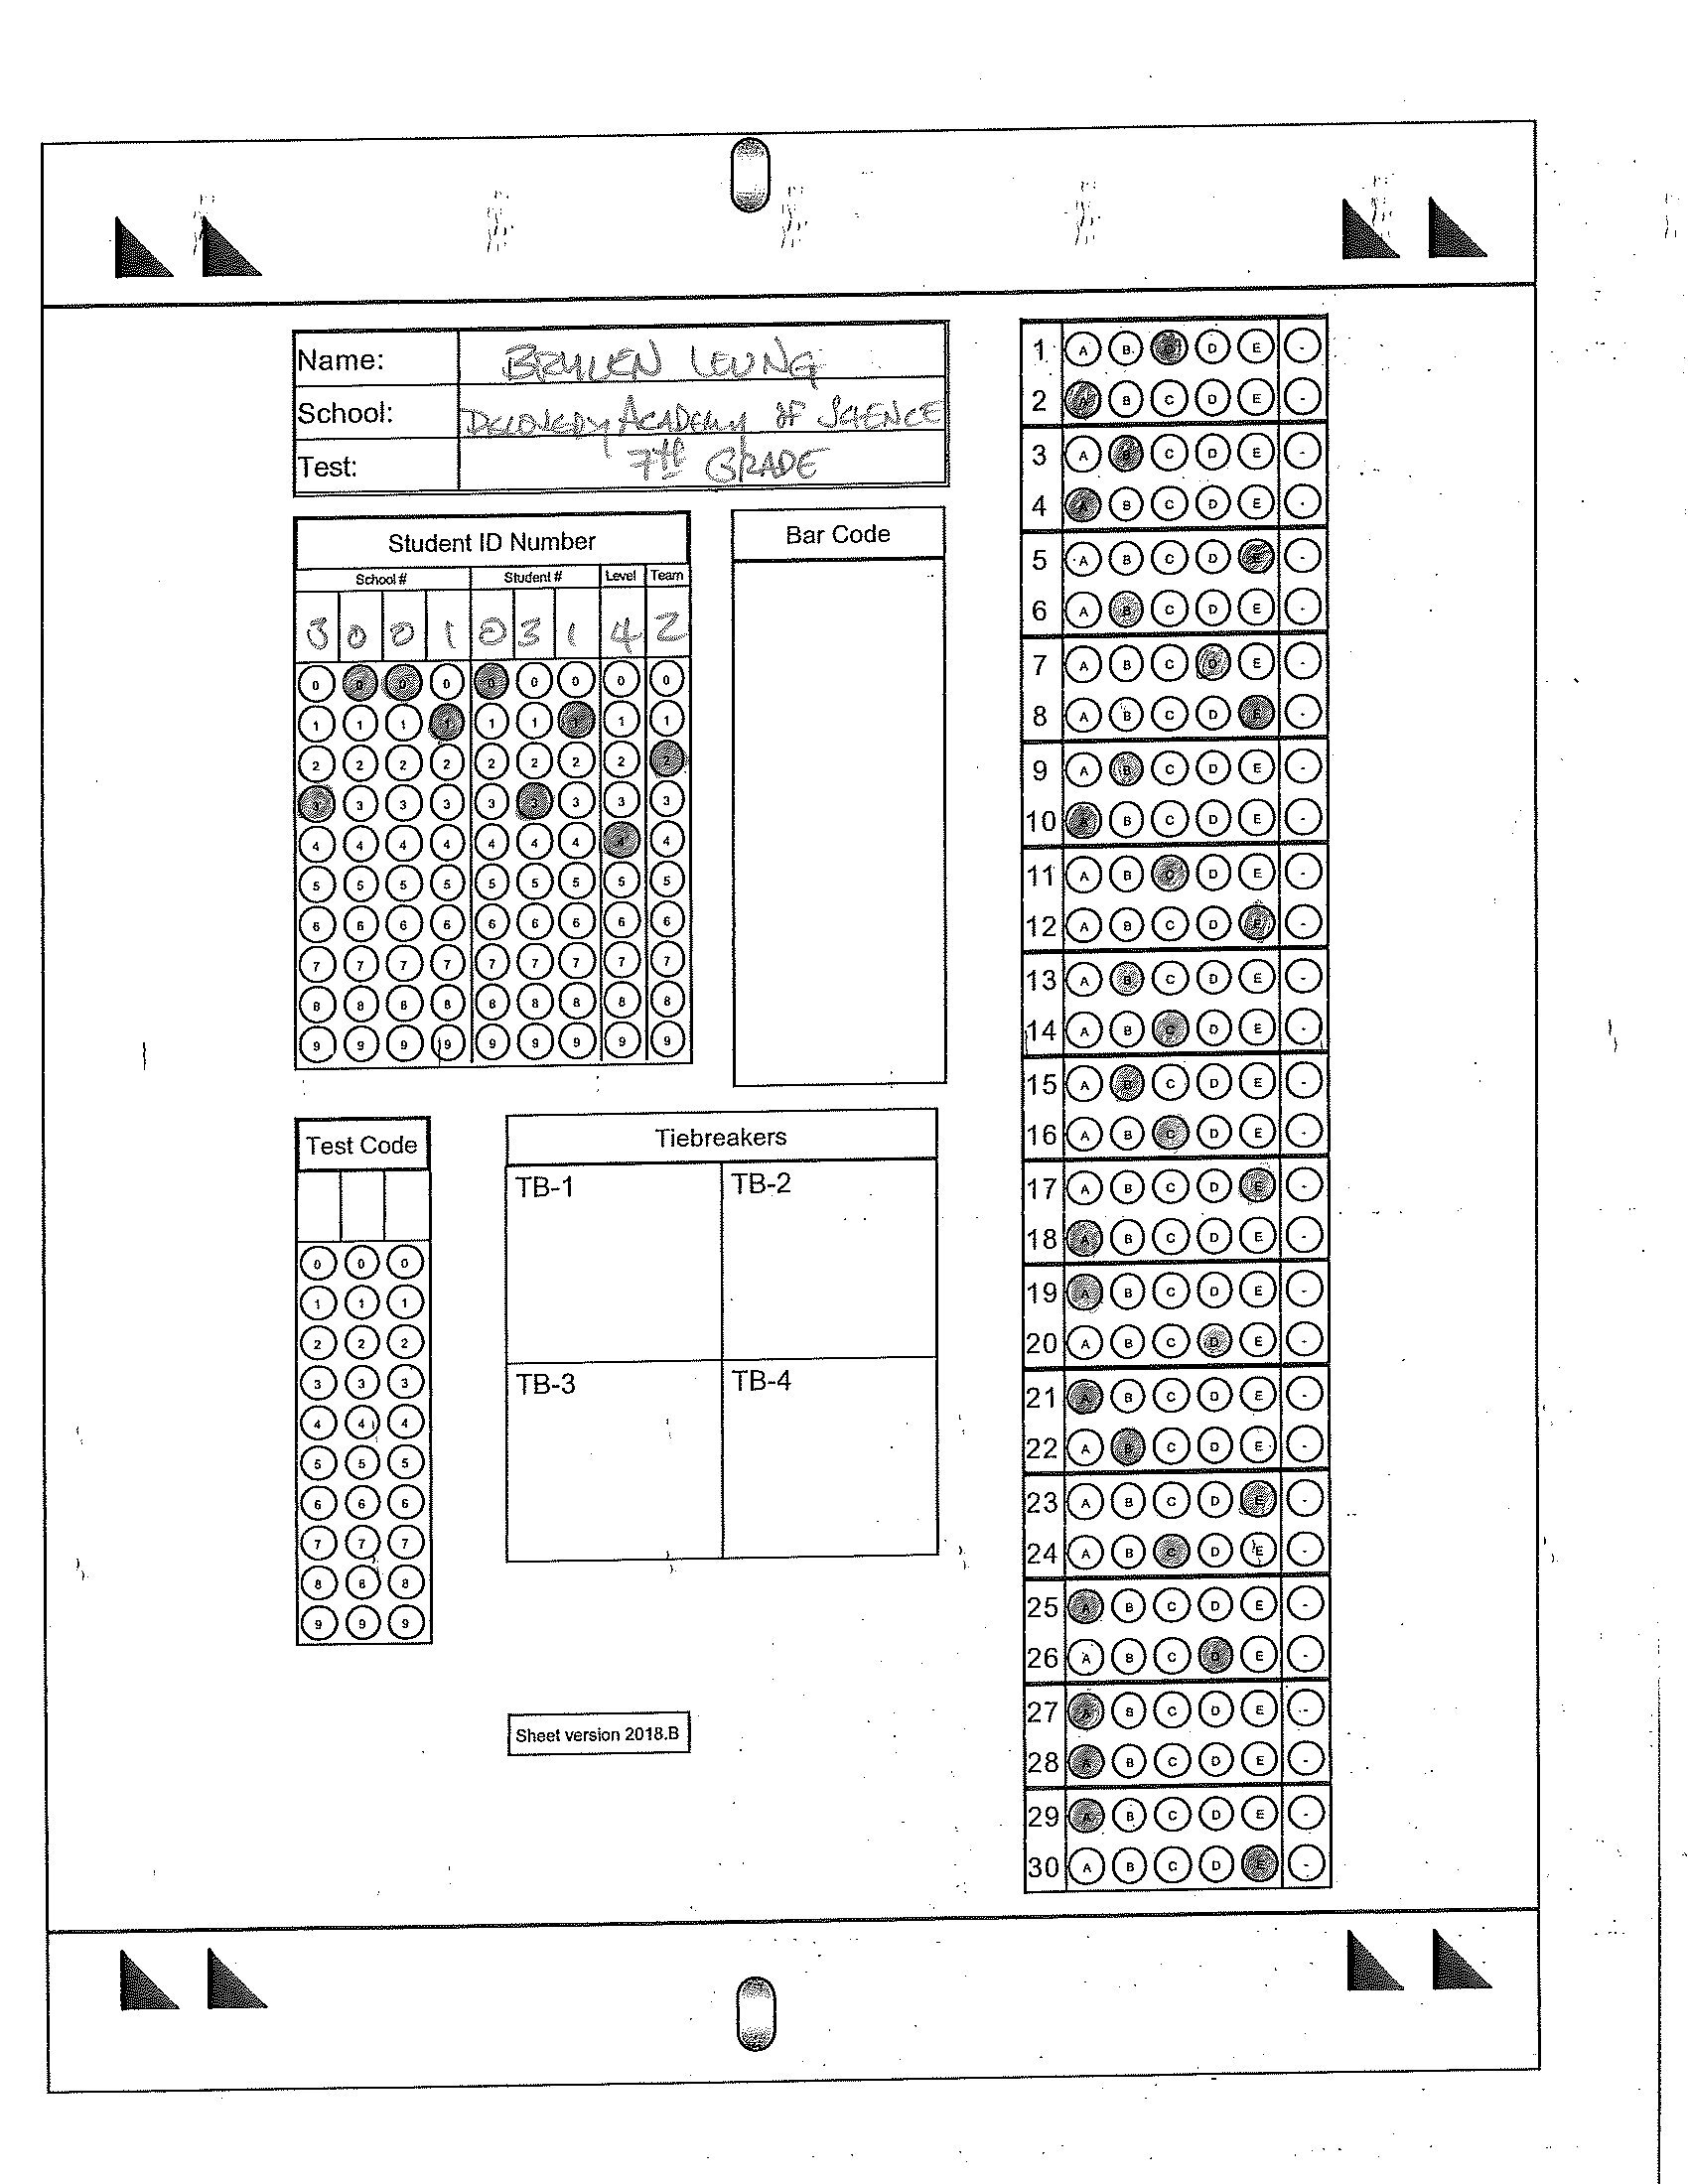 Name: BRYLEN LEUNG
School: ACADEMY OF SCIENCE
Test: 7th GRADE
Student ID Number
School # Student # Level Team
3 0 0 1 0 3 1 4 2
0 0 0 0 0 0 0 0 0
1 1 1 1 1 1 1 1 1
2 2 2 2 2 2 2 2 2
3 3 3 3 3 3 3 3 3
4 4 4 4 4 4 4 4 4
5 5 5 5 5 5 5 5 5
6 6 6 6 6 6 6 6 6
7 7 7 7 7 7 7 7 7
8 8 8 8 8 8 8 8 8
9 9 9 9 9 9 9 9 9
Bar Code
Test Code
0 0 0
1 1 1
2 2 2
3 3 3
4 4 4
5 5 5
6 6 6
7 7 7
8 8 8
9 9 9
Tiebreakers
TB-1 TB-2
TB-3 TB-4
Sheet version 2018.B
1 A B C D E -
2 A B C D E -
3 A B C D E -
4 A B C D E -
5 A B C D E -
6 A B C D E -
7 A B C D E -
8 A B C D E -
9 A B C D E -
10 A B C D E -
11 A B C D E -
12 A B C D E -
13 A B C D E -
14 A B C D E -
15 A B C D E -
16 A B C D E -
17 A B C D E -
18 A B C D E -
19 A B C D E -
20 A B C D E -
21 A B C D E -
22 A B C D E -
23 A B C D E -
24 A B C D E -
25 A B C D E -
26 A B C D E -
27 A B C D E -
28 A B C D E -
29 A B C D E -
30 A B C D E -